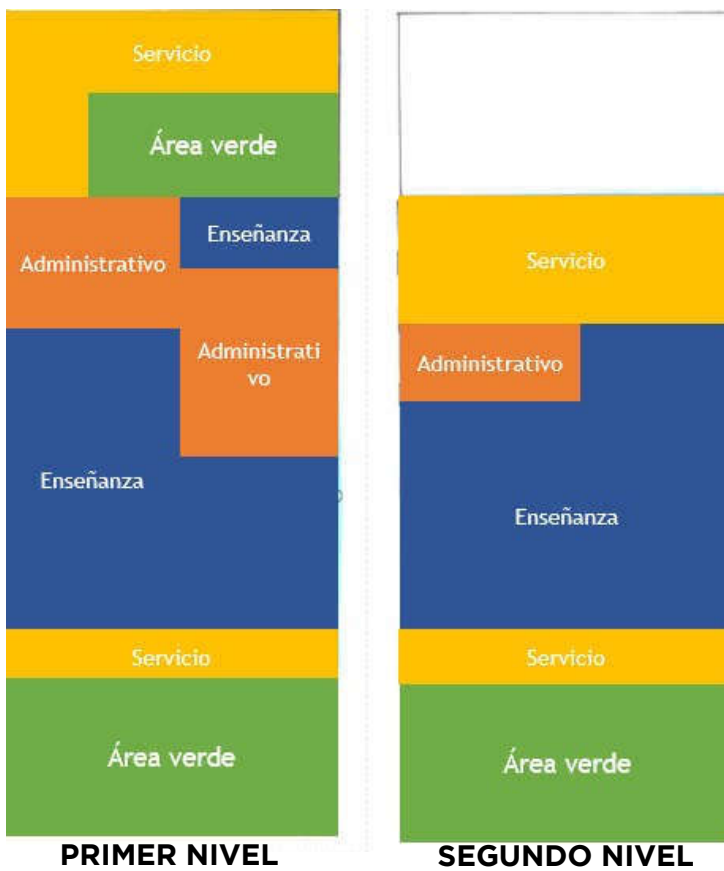 Servicio
Área verde
Enseñanza
Administrativo
Administrati
vo
Enseñanza
Servicio
Área verde
PRIMER NIVEL
Servicio
Administrativo
Enseñanza
Servicio
Área verde
SEGUNDO NIVEL